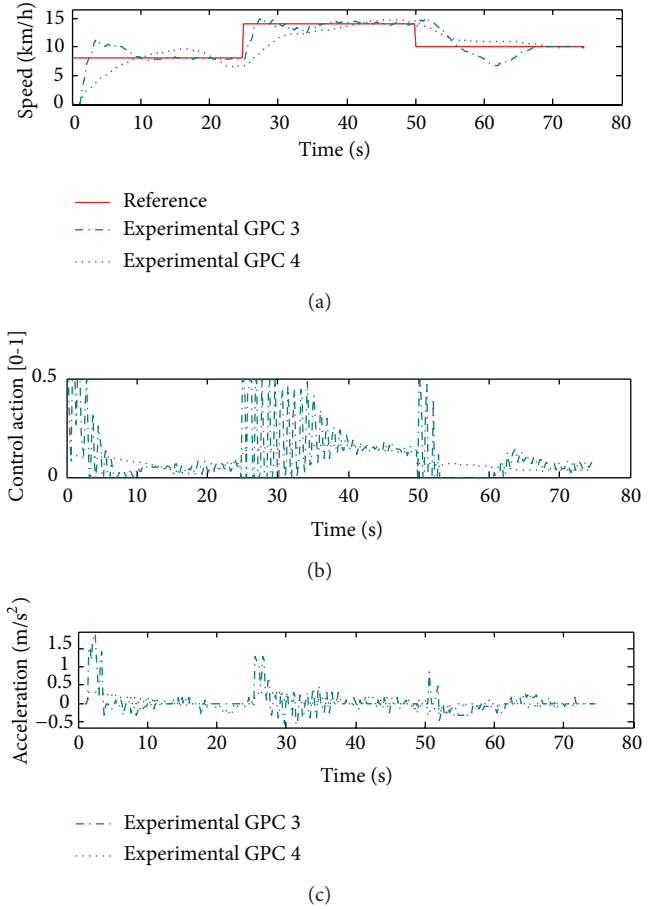 Speed (km/h)
15
10
5
0
0 10 20 30 40 50 60 70 80
Time (s)
Reference
Experimental GPC 3
Experimental GPC 4
(a)
Control action [0-1]
0.5
0
0 10 20 30 40 50 60 70 80
Time (s)
(b)
Acceleration (m/s²)
1.5
1
0.5
0
−0.5
0 10 20 30 40 50 60 70 80
Time (s)
Experimental GPC 3
Experimental GPC 4
(c)